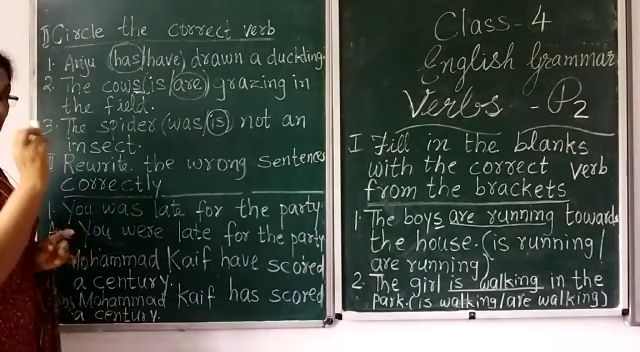 II Circle the correct verb
1. Anju (has/have) drawn a duckling.
2. The cows (is/are) grazing in
the field.
3. The spider (was/is) not an
insect.
Rewrite the wrong sentences
correctly
1. You was late for the party
You were late for the party
Mohammad Kaif have scored
a century.
Ans Mohammad Kaif has scored
a century.
Class-4
English Grammar
Verbs - P2
I Fill in the blanks
with the correct verb
from the brackets
1. The boys are running towards
the house. (is running/
are running)
2. The girl is walking in the
park. (is walking/are walking)